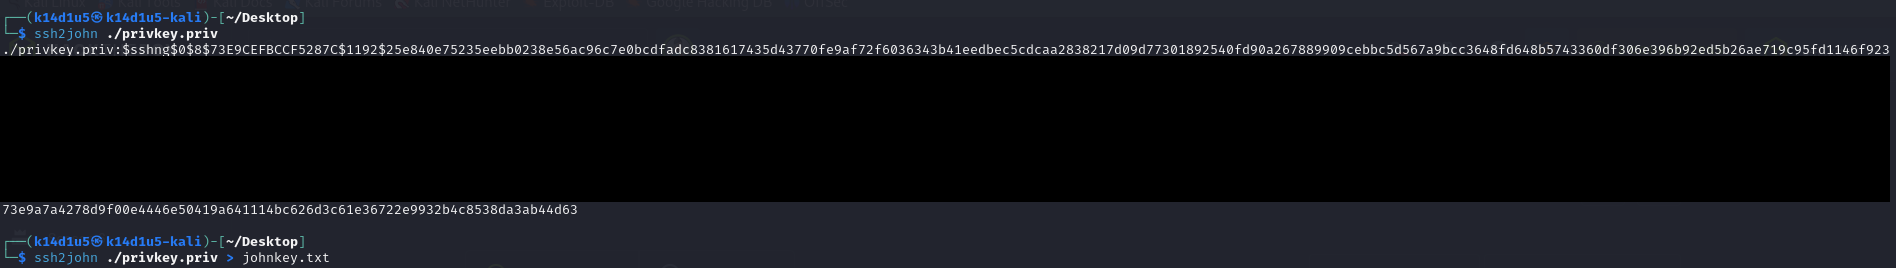 ┌──(k14d1u5㉿k14d1u5-kali)-[~/Desktop]
└─$ ssh2john ./privkey.priv
./privkey.priv:$sshng$0$8$73E9CEFBCCF5287C$1192$25e840e75235eebb0238e56ac96c7e0bcdfadc8381617435d43770fe9af72f6036343b41eedbec5cdcaa2838217d09d77301892540fd90a267889909cebbc5d567a9bcc3648fd648b5743360df306e396b92ed5b26ae719c95fd1146f923
73e9a7a4278d9f00e4446e50419a641114bc626d3c61e36722e9932b4c8538da3ab44d63
┌──(k14d1u5㉿k14d1u5-kali)-[~/Desktop]
└─$ ssh2john ./privkey.priv > johnkey.txt